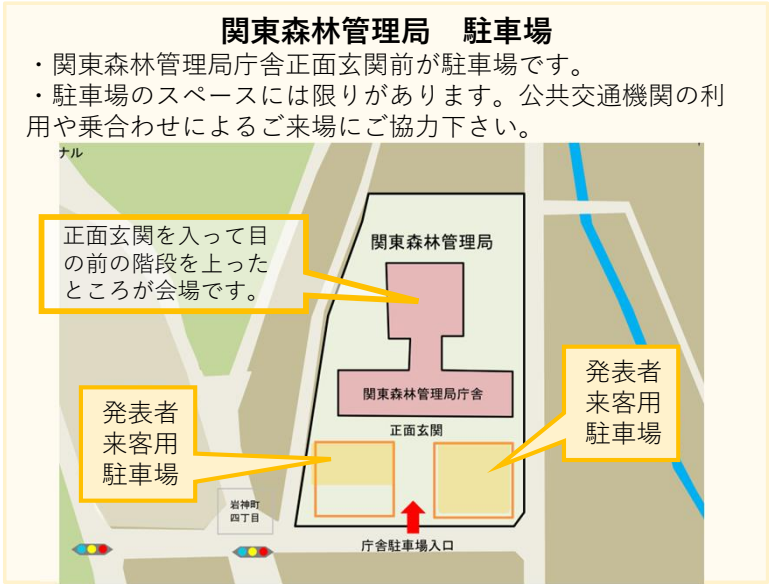 関東森林管理局　駐車場
・関東森林管理局庁舎正面玄関前が駐車場です。
・駐車場のスペースには限りがあります。公共交通機関の利
用や乗合わせによるご来場にご協力下さい。
ナル
正面玄関を入って目
の前の階段を上った
ところが会場です。
関東森林管理局
関東森林管理局庁舎
正面玄関
発表者
来客用
駐車場
発表者
来客用
駐車場
岩神町
四丁目
庁舎駐車場入口